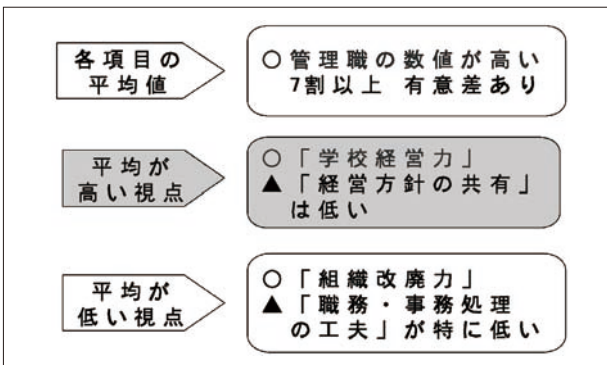 各項目の
平均値
○管理職の数値が高い
7割以上 有意差あり
平均が
高い視点
○「学校経営力」
▲「経営方針の共有」
は低い
平均が
低い視点
○「組織改廃力」
▲「職務・事務処理
の工夫」が特に低い